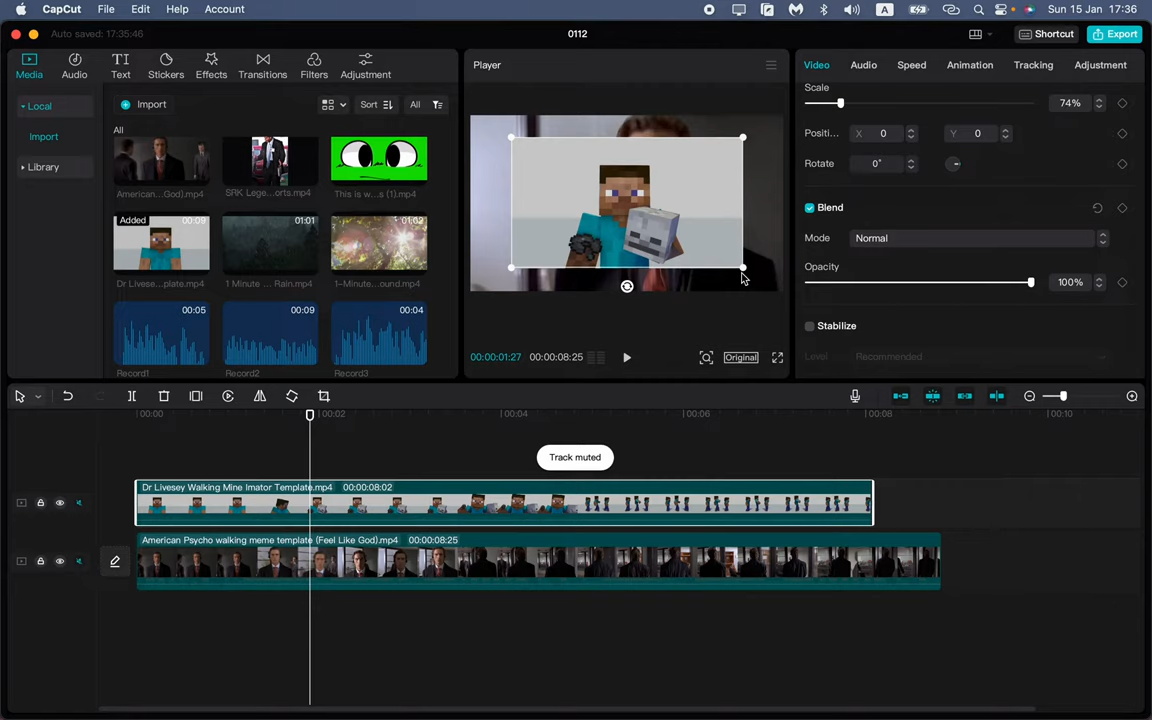 CapCut File Edit Help Account
A
Sun 15 Jan 17:36
Auto saved: 17:35:46
0112
Shortcut
Export
Media Audio Text Stickers Effects Transitions Filters Adjustment
Local
Import
Library
Import
Sort
All
All
American...God).mp4
SRK Lege...orts.mp4
This is w...s (1).mp4
Added 00:09
01:01
01:02
Dr Livese...plate.mp4
1 Minute ... Rain.mp4
1-Minute...ound.mp4
00:05
00:09
00:04
Record1
Record2
Record3
Player
00:00:01:27 00:00:08:25
Original
Video Audio Speed Animation Tracking Adjustment
Scale
74%
Positi... X 0 Y 0
Rotate 0°
Blend
Mode Normal
Opacity
100%
Stabilize
Level Recommended
00:00 00:02 00:04 00:06 00:08 00:10
Track muted
Dr Livesey Walking Mine Imator Template.mp4 00:00:08:02
American Psycho walking meme template (Feel Like God).mp4 00:00:08:25